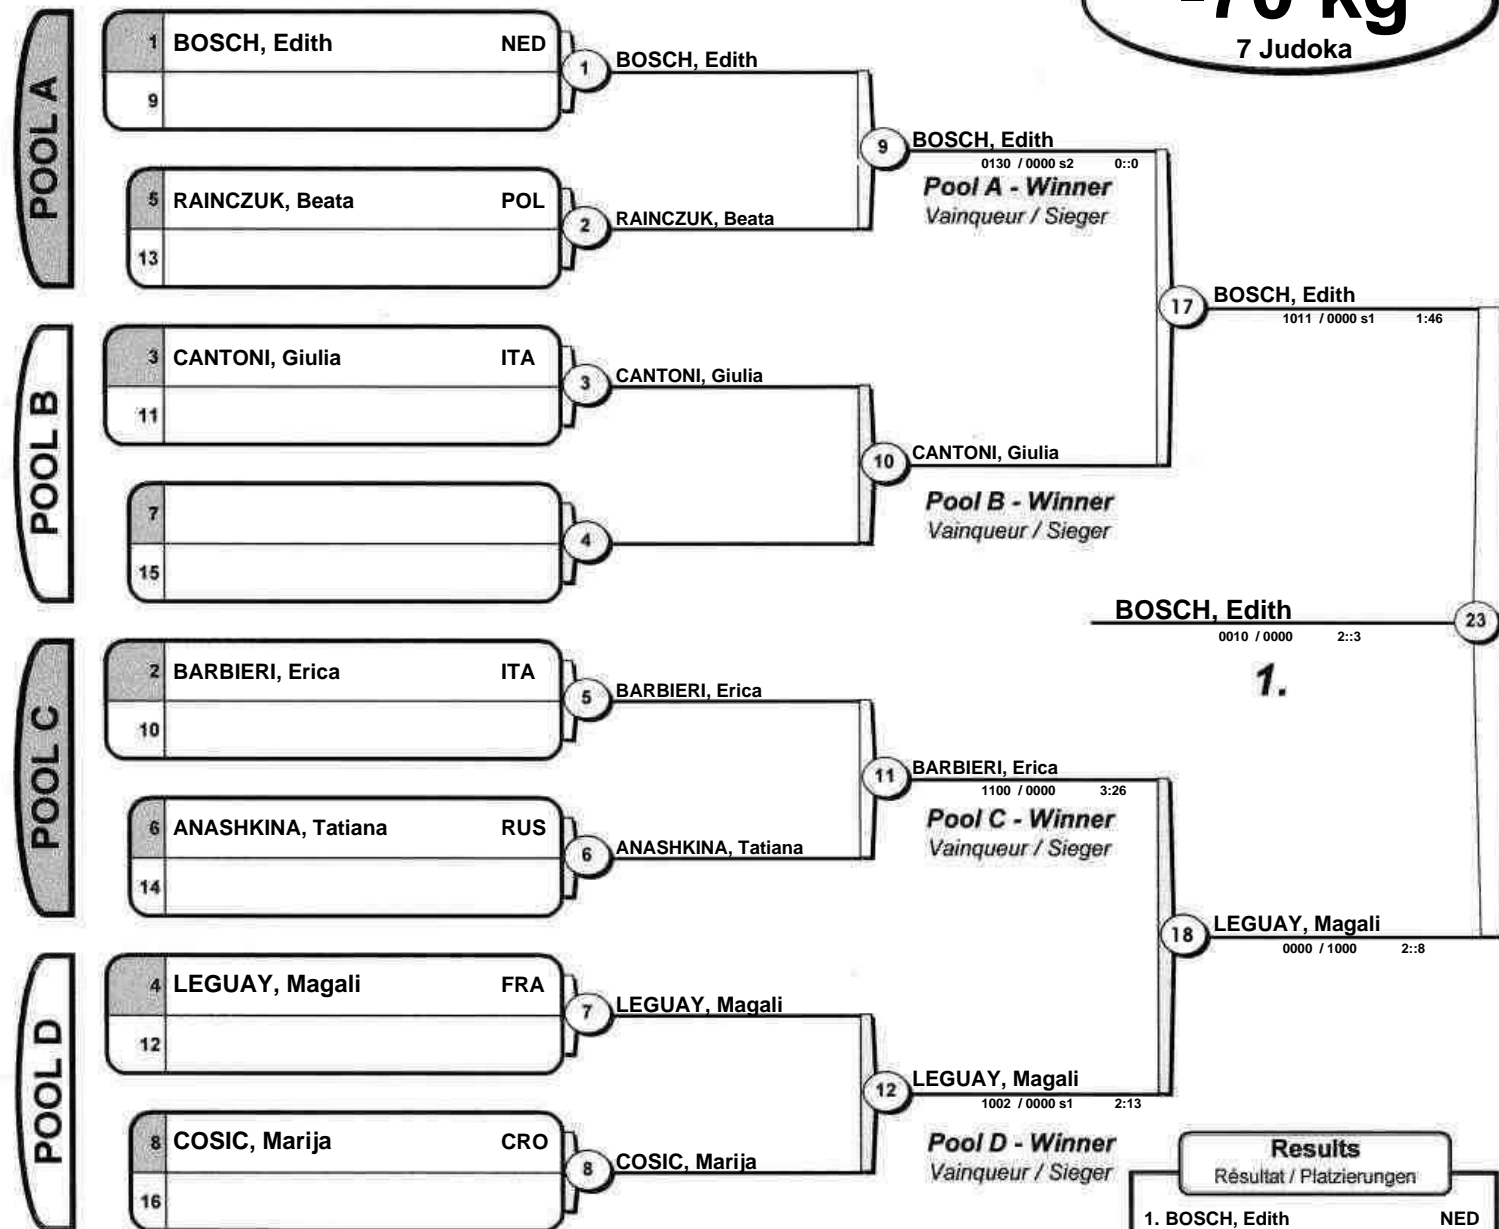 -70 kg
7 Judoka
POOL A
1 BOSCH, Edith NED
9
1 BOSCH, Edith
5 RAINCZUK, Beata POL
13
2 RAINCZUK, Beata
9 BOSCH, Edith
0130 / 0000 s2 0::0
Pool A - Winner
Vainqueur / Sieger
POOL B
3 CANTONI, Giulia ITA
11
3 CANTONI, Giulia
7
15
4
10 CANTONI, Giulia
Pool B - Winner
Vainqueur / Sieger
17 BOSCH, Edith
1011 / 0000 s1 1:46
BOSCH, Edith 23
0010 / 0000 2::3
1.
POOL C
2 BARBIERI, Erica ITA
10
5 BARBIERI, Erica
6 ANASHKINA, Tatiana RUS
14
6 ANASHKINA, Tatiana
11 BARBIERI, Erica
1100 / 0000 3:26
Pool C - Winner
Vainqueur / Sieger
18 LEGUAY, Magali
0000 / 1000 2::8
POOL D
4 LEGUAY, Magali FRA
12
7 LEGUAY, Magali
8 COSIC, Marija CRO
16
8 COSIC, Marija
12 LEGUAY, Magali
1002 / 0000 s1 2:13
Pool D - Winner
Vainqueur / Sieger
Results
Résultat / Platzierungen
1. BOSCH, Edith NED